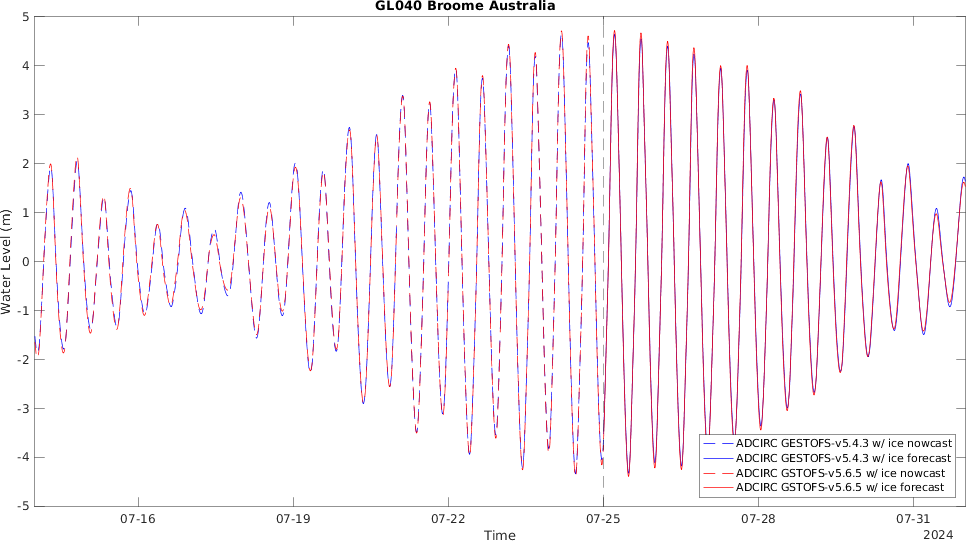 GL040 Broome Australia
5
4
3
2
1
0
-1
-2
-3
-4
-5
Water Level (m)
ADCIRC GESTOFS-v5.4.3 w/ ice nowcast
ADCIRC GESTOFS-v5.4.3 w/ ice forecast
ADCIRC GSTOFS-v5.6.5 w/ ice nowcast
ADCIRC GSTOFS-v5.6.5 w/ ice forecast
07-16 07-19 07-22 07-25 07-28 07-31
Time
2024